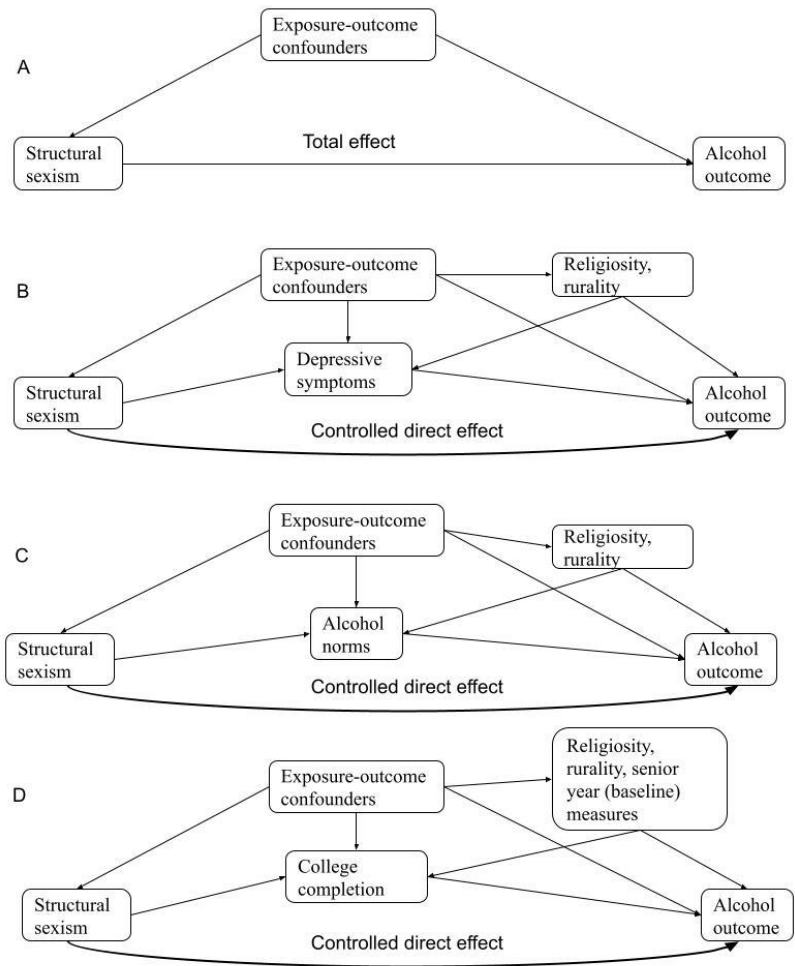 Exposure-outcome
confounders
A
Total effect
Structural
sexism
Alcohol
outcome
Exposure-outcome
confounders
Religiosity,
rurality
B
Depressive
symptoms
Structural
sexism
Alcohol
outcome
Controlled direct effect
Exposure-outcome
confounders
Religiosity,
rurality
C
Alcohol
norms
Structural
sexism
Alcohol
outcome
Controlled direct effect
Religiosity,
rurality, senior
year (baseline)
measures
Exposure-outcome
confounders
D
College
completion
Structural
sexism
Alcohol
outcome
Controlled direct effect